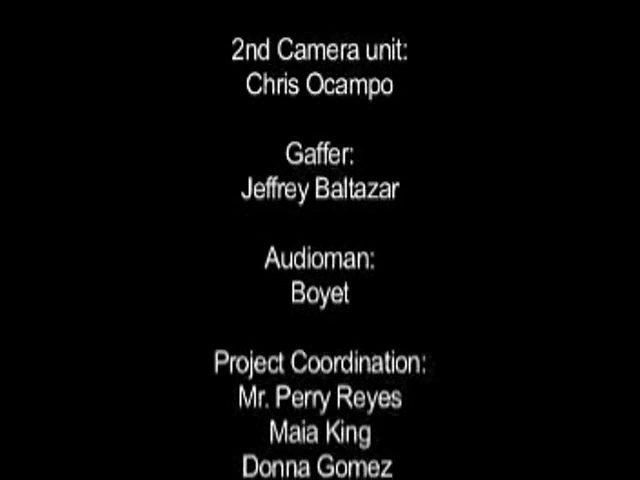 2nd Camera unit:
Chris Ocampo
Gaffer:
Jeffrey Baltazar
Audioman:
Boyet
Project Coordination:
Mr. Perry Reyes
Maia King
Donna Gomez